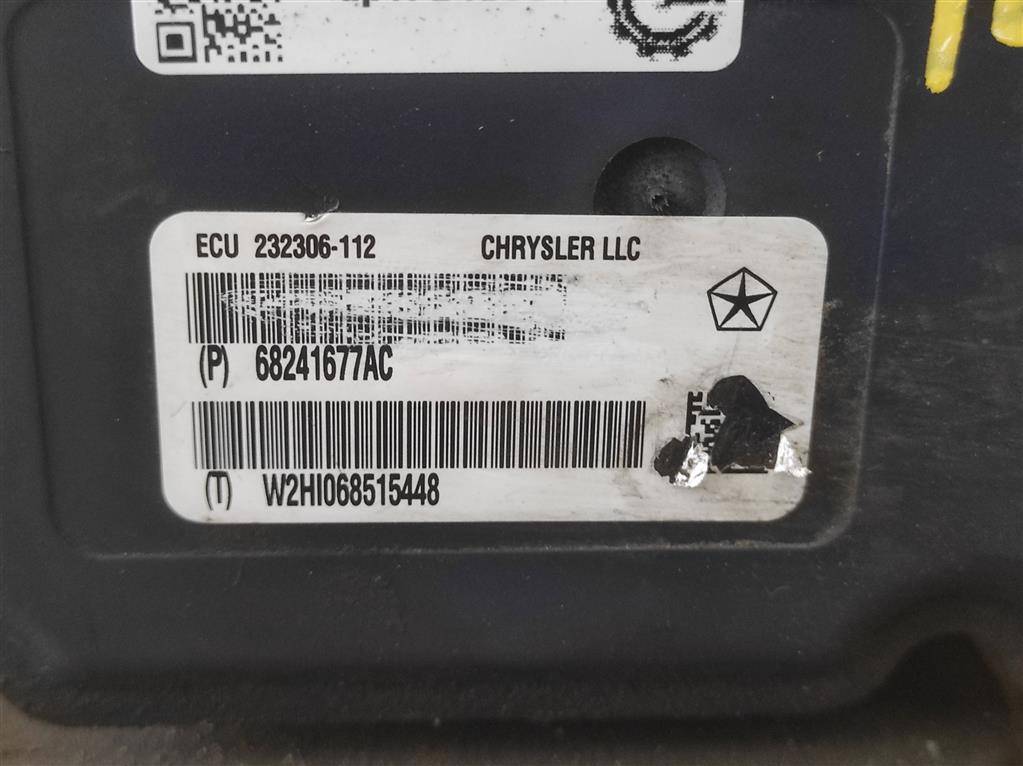 ECU 232306-112 CHRYSLER LLC
(P) 68241677AC
(T) W2HI068515448